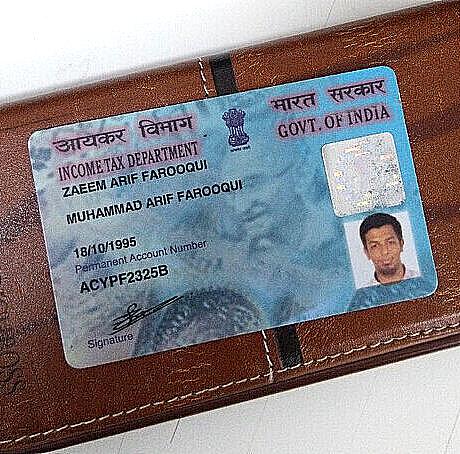 आयकर विभाग
INCOME TAX DEPARTMENT
भारत सरकार
GOVT. OF INDIA
ZAEEM ARIF FAROOQUI
MUHAMMAD ARIF FAROOQUI
18/10/1995
Permanent Account Number
ACYPF2325B
Signature